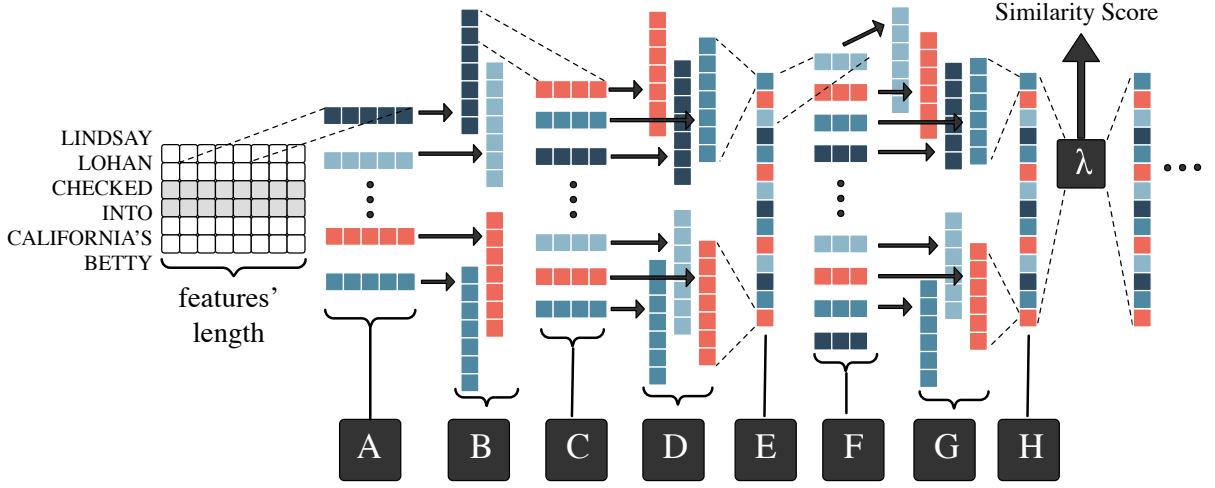 Similarity Score
LINDSAY
LOHAN
CHECKED
INTO
CALIFORNIA'S
BETTY
features'
length
λ
A
B
C
D
E
F
G
H